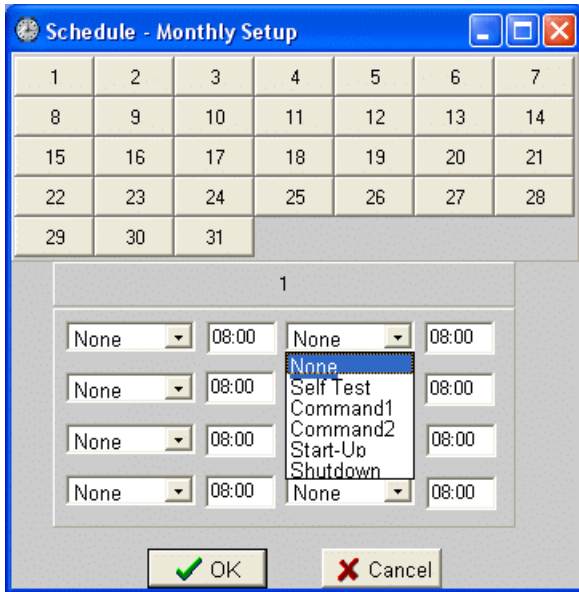 Schedule - Monthly Setup
1 2 3 4 5 6 7
8 9 10 11 12 13 14
15 16 17 18 19 20 21
22 23 24 25 26 27 28
29 30 31
1
None 08:00 None 08:00
None
Self Test
Command1
Command2
Start-Up
Shutdown
None 08:00 08:00
None 08:00 08:00
None 08:00 None 08:00
OK Cancel